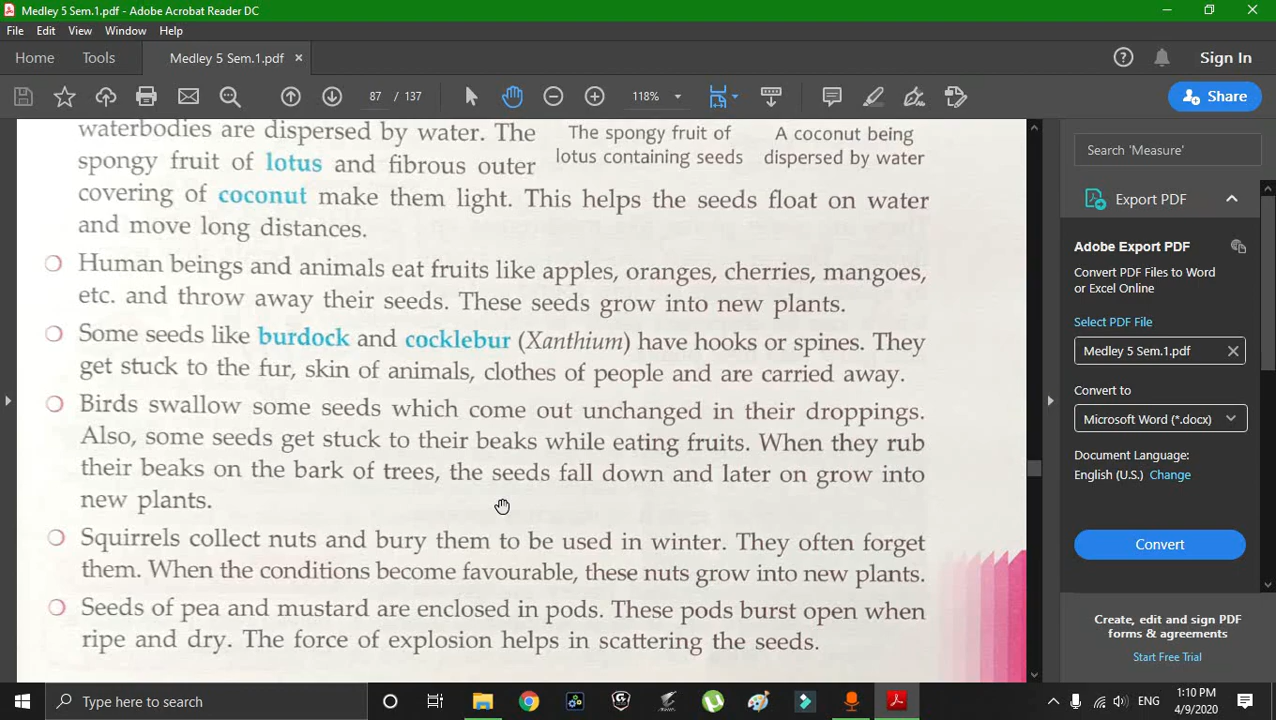 Medley 5 Sem.1.pdf - Adobe Acrobat Reader DC
File Edit View Window Help
Home Tools Medley 5 Sem.1.pdf × Sign In
87 / 137 118% Share
waterbodies are dispersed by water. The
spongy fruit of lotus and fibrous outer
covering of coconut make them light. This helps the seeds float on water
and move long distances.
The spongy fruit of
lotus containing seeds
A coconut being
dispersed by water
Human beings and animals eat fruits like apples, oranges, cherries, mangoes,
etc. and throw away their seeds. These seeds grow into new plants.
Some seeds like burdock and cocklebur (Xanthium) have hooks or spines. They
get stuck to the fur, skin of animals, clothes of people and are carried away.
Birds swallow some seeds which come out unchanged in their droppings.
Also, some seeds get stuck to their beaks while eating fruits. When they rub
their beaks on the bark of trees, the seeds fall down and later on grow into
new plants.
Squirrels collect nuts and bury them to be used in winter. They often forget
them. When the conditions become favourable, these nuts grow into new plants.
Seeds of pea and mustard are enclosed in pods. These pods burst open when
ripe and dry. The force of explosion helps in scattering the seeds.
Search 'Measure'
Export PDF
Adobe Export PDF
Convert PDF Files to Word
or Excel Online
Select PDF File
Medley 5 Sem.1.pdf
Convert to
Microsoft Word (*.docx)
Document Language:
English (U.S.) Change
Convert
Create, edit and sign PDF
forms & agreements
Start Free Trial
Type here to search
ENG
1:10 PM
4/9/2020